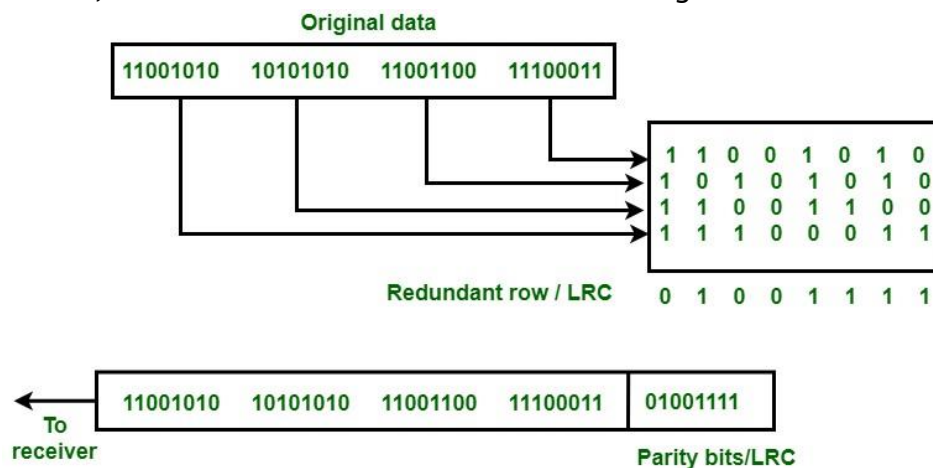 Original data
11001010 10101010 11001100 11100011
1 1 0 0 1 0 1 0
1 0 1 0 1 0 1 0
1 1 0 0 1 1 0 0
1 1 1 0 0 0 1 1
Redundant row / LRC 0 1 0 0 1 1 1 1
11001010 10101010 11001100 11100011 01001111
To
receiver
Parity bits/LRC